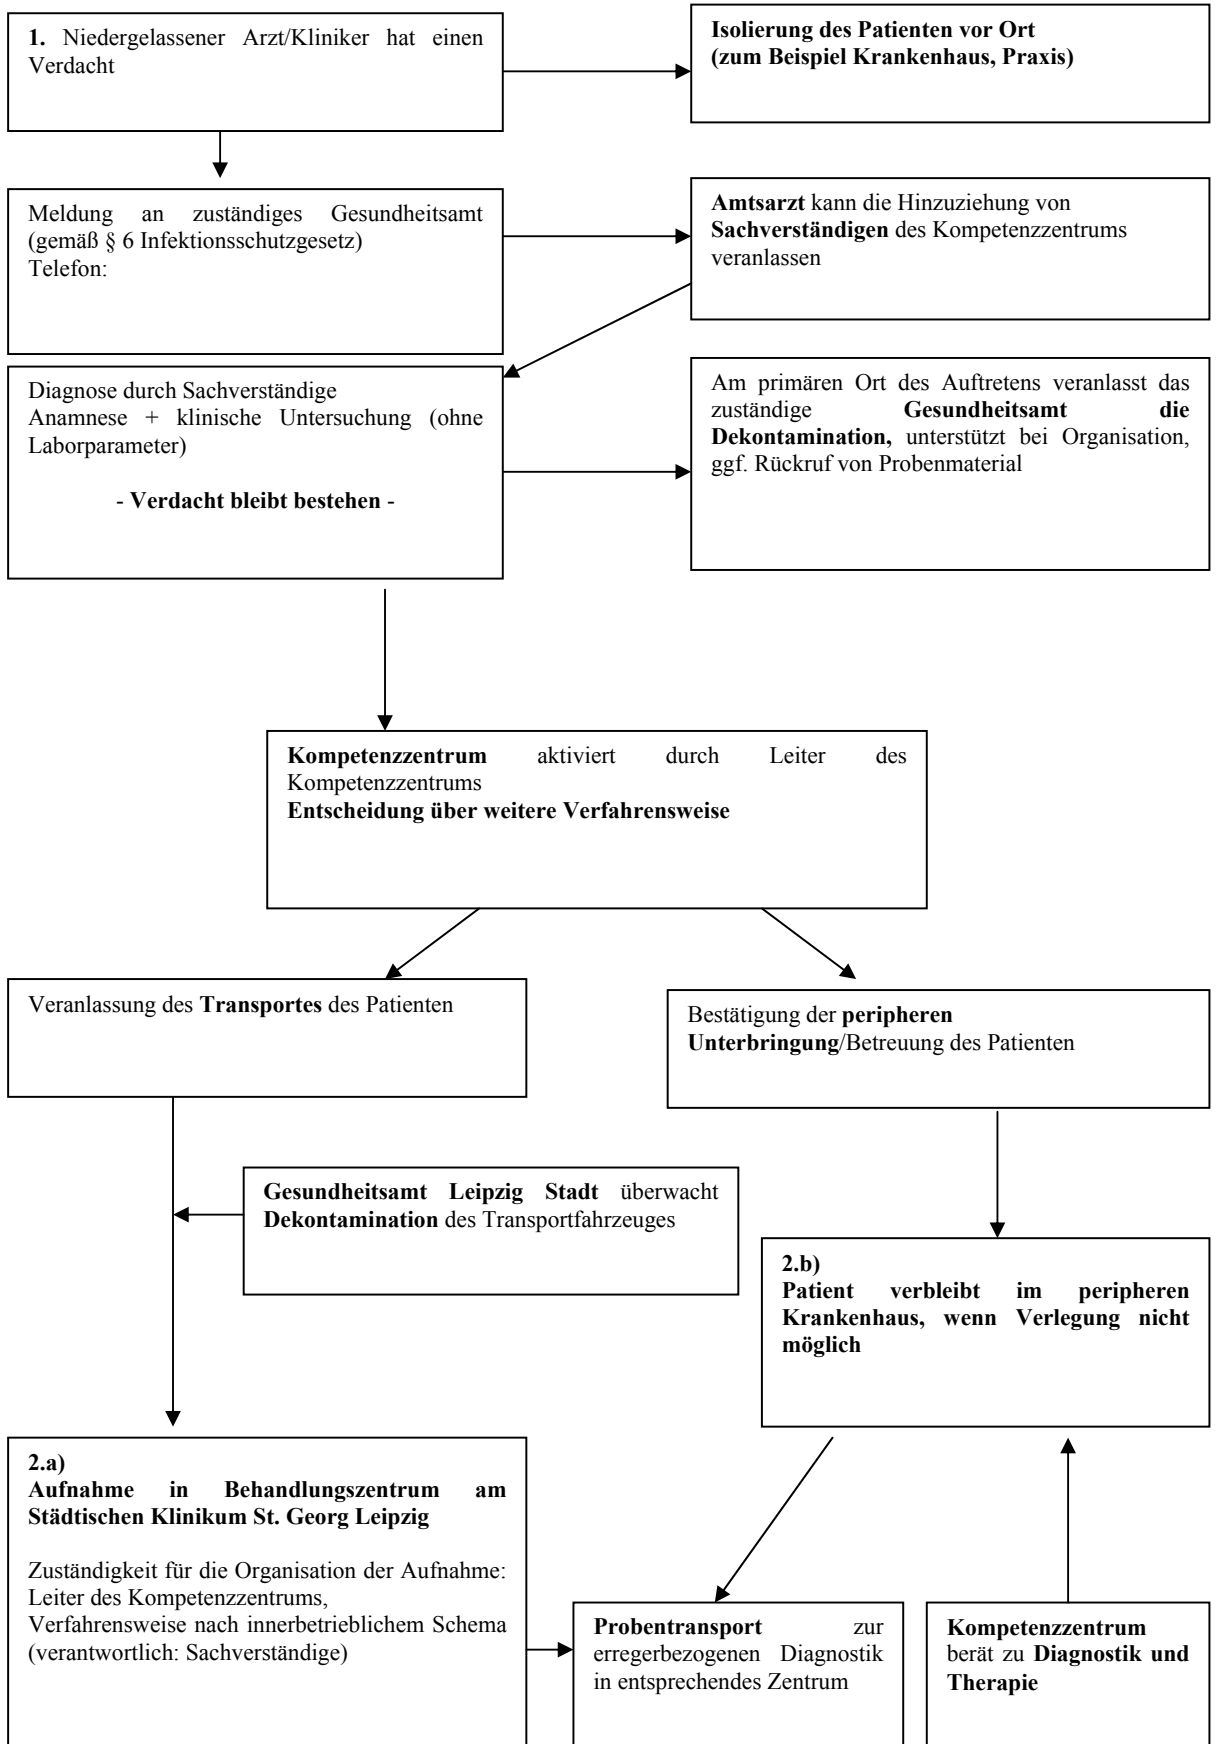 1. Niedergelassener Arzt/Kliniker hat einen
Verdacht
Isolierung des Patienten vor Ort
(zum Beispiel Krankenhaus, Praxis)
Meldung an zuständiges Gesundheitsamt
(gemäß § 6 Infektionsschutzgesetz)
Telefon:
Amtsarzt kann die Hinzuziehung von
Sachverständigen des Kompetenzzentrums
veranlassen
Diagnose durch Sachverständige
Anamnese + klinische Untersuchung (ohne
Laborparameter)
- Verdacht bleibt bestehen -
Am primären Ort des Auftretens veranlasst das
zuständige Gesundheitsamt die
Dekontamination, unterstützt bei Organisation,
ggf. Rückruf von Probenmaterial
Kompetenzzentrum aktiviert durch Leiter des
Kompetenzzentrums
Entscheidung über weitere Verfahrensweise
Veranlassung des Transportes des Patienten
Bestätigung der peripheren
Unterbringung/Betreuung des Patienten
Gesundheitsamt Leipzig Stadt überwacht
Dekontamination des Transportfahrzeuges
2.b)
Patient verbleibt im peripheren
Krankenhaus, wenn Verlegung nicht
möglich
2.a)
Aufnahme in Behandlungszentrum am
Städtischen Klinikum St. Georg Leipzig
Zuständigkeit für die Organisation der Aufnahme:
Leiter des Kompetenzzentrums,
Verfahrensweise nach innerbetrieblichem Schema
(verantwortlich: Sachverständige)
Probentransport zur
erregerbezogenen Diagnostik
in entsprechendes Zentrum
Kompetenzzentrum
berät zu Diagnostik und
Therapie